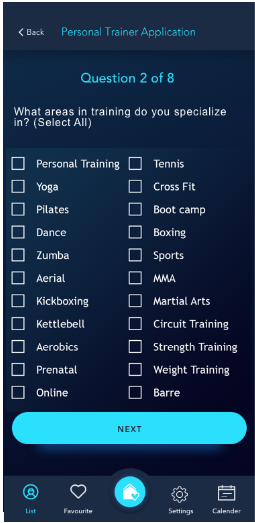 Back Personal Trainer Application
Question 2 of 8
What areas in training do you specialize
in? (Select All)
Personal Training Tennis
Yoga Cross Fit
Pilates Boot camp
Dance Boxing
Zumba Sports
Aerial MMA
Kickboxing Martial Arts
Kettlebell Circuit Training
Aerobics Strength Training
Prenatal Weight Training
Online Barre
NEXT
List Favourite Settings Calender